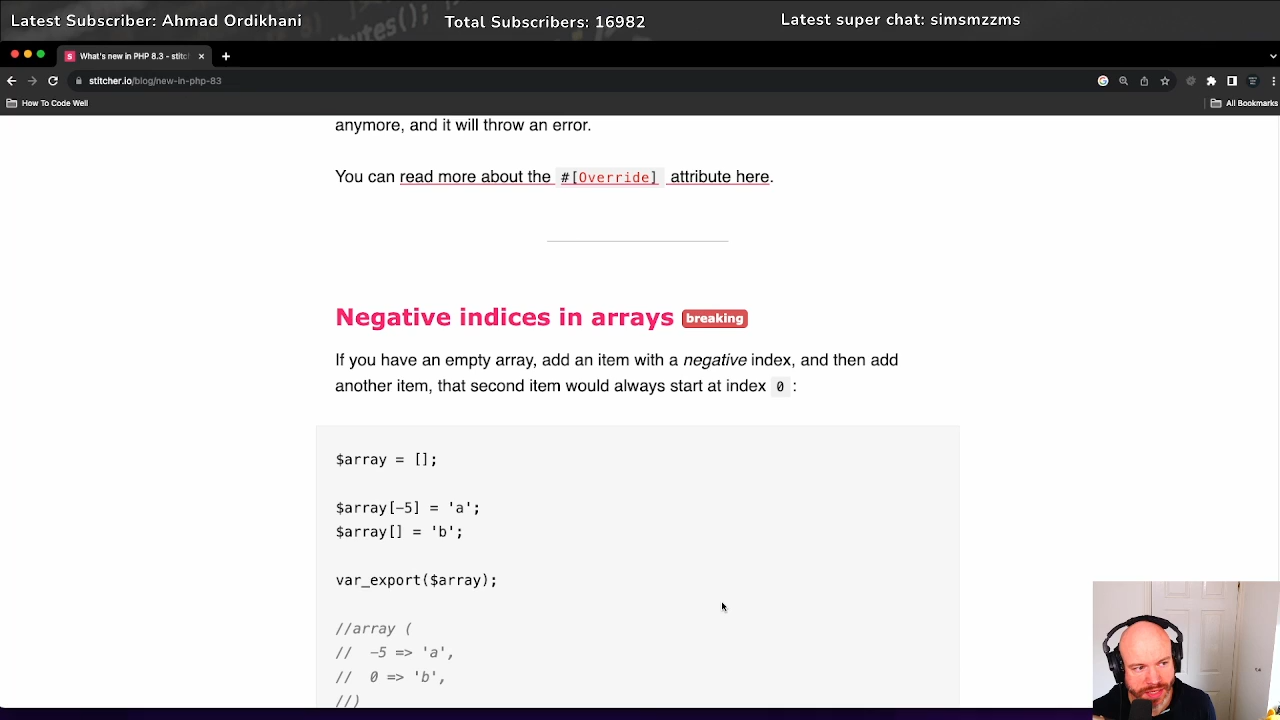 Latest Subscriber: Ahmad Ordikhani
Total Subscribers: 16982
Latest super chat: simsmzzms
What's new in PHP 8.3 - stitc
stitcher.io/blog/new-in-php-83
How To Code Well
All Bookmarks
anymore, and it will throw an error.
You can read more about the #[Override] attribute here.
Negative indices in arrays breaking
If you have an empty array, add an item with a negative index, and then add
another item, that second item would always start at index 0 :
$array = [];
$array[-5] = 'a';
$array[] = 'b';
var_export($array);
//array (
// -5 => 'a',
// 0 => 'b',
//)